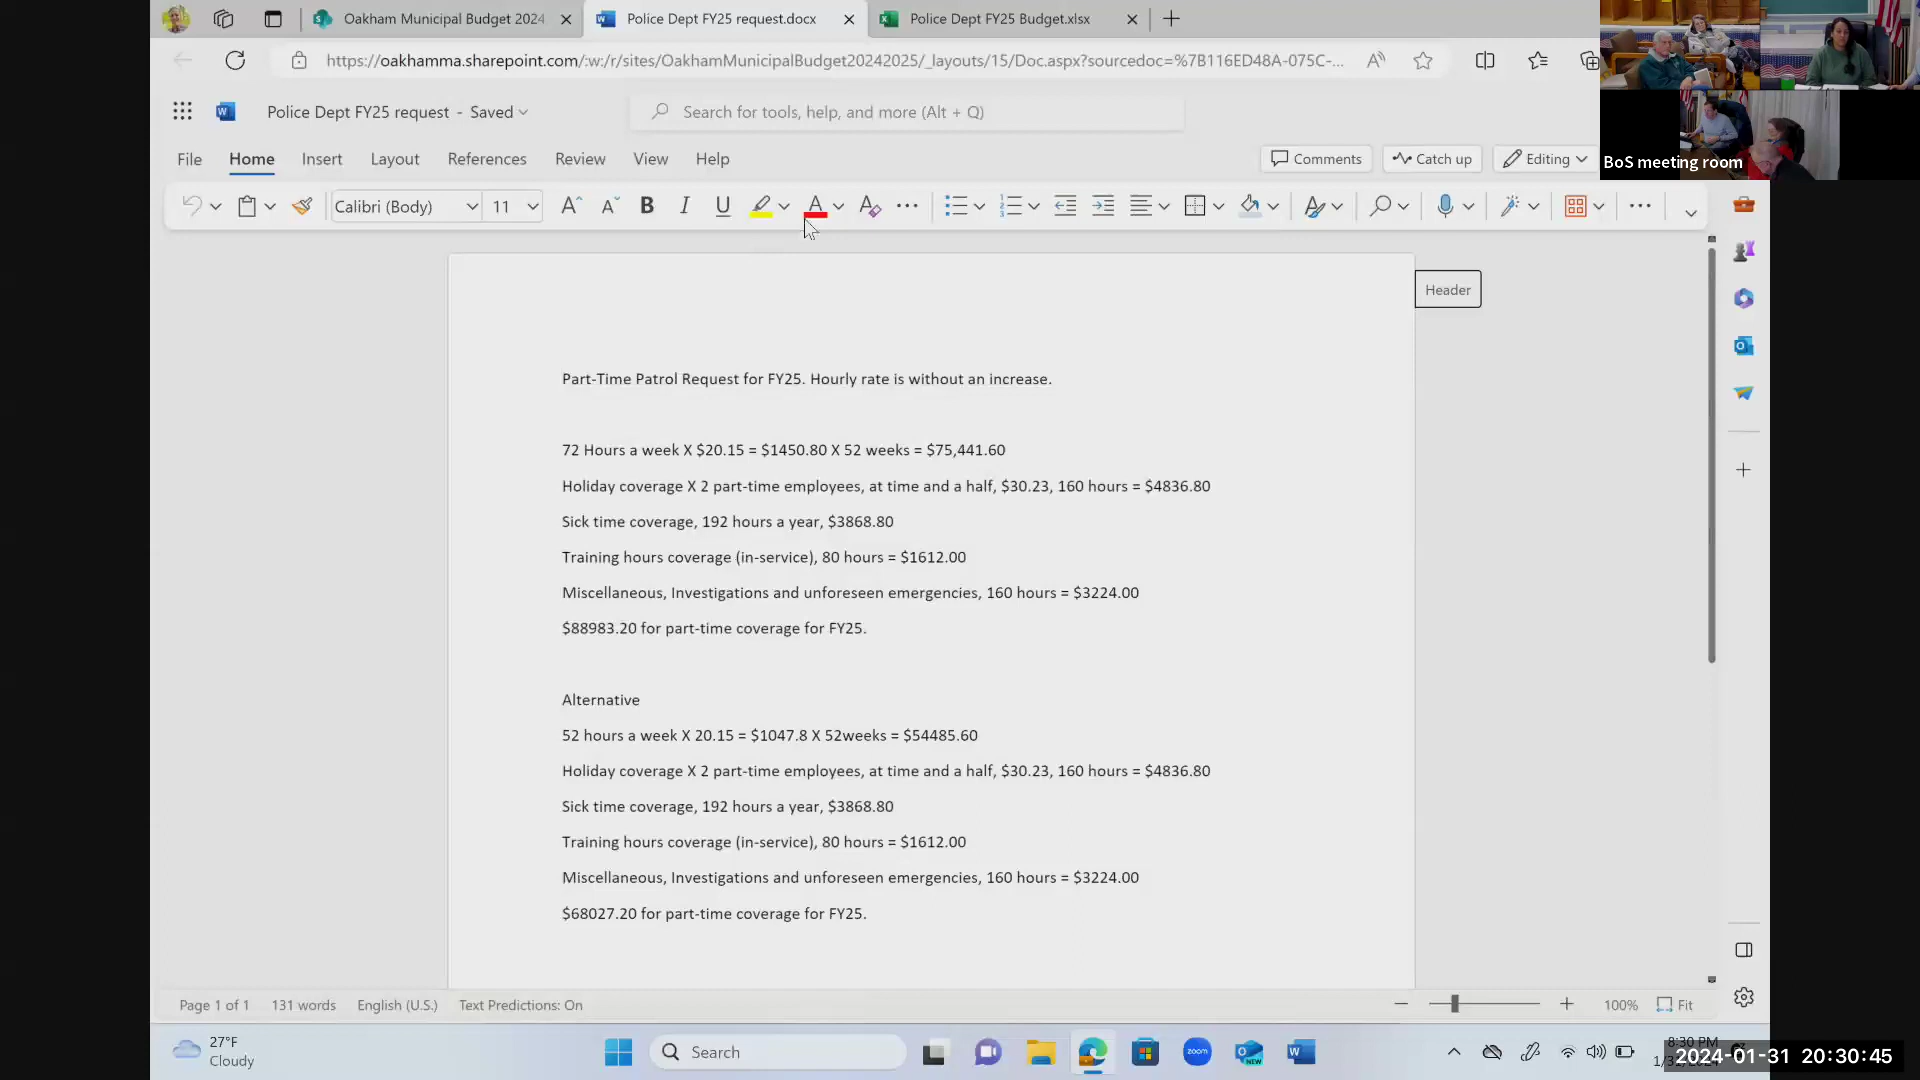 Oakham Municipal Budget 2024
Police Dept FY25 request.docx
Police Dept FY25 Budget.xlsx
https://oakhamma.sharepoint.com/:w:/r/sites/OakhamMunicipalBudget20242025/_layouts/15/Doc.aspx?sourcedoc=%7B116ED48A-075C-...
Police Dept FY25 request - Saved
Search for tools, help, and more (Alt + Q)
BoS meeting room
File Home Insert Layout References Review View Help
Comments Catch up Editing
Calibri (Body) 11
Header
Part-Time Patrol Request for FY25. Hourly rate is without an increase.
72 Hours a week X $20.15 = $1450.80 X 52 weeks = $75,441.60
Holiday coverage X 2 part-time employees, at time and a half, $30.23, 160 hours = $4836.80
Sick time coverage, 192 hours a year, $3868.80
Training hours coverage (in-service), 80 hours = $1612.00
Miscellaneous, Investigations and unforeseen emergencies, 160 hours = $3224.00
$88983.20 for part-time coverage for FY25.
Alternative
52 hours a week X 20.15 = $1047.8 X 52weeks = $54485.60
Holiday coverage X 2 part-time employees, at time and a half, $30.23, 160 hours = $4836.80
Sick time coverage, 192 hours a year, $3868.80
Training hours coverage (in-service), 80 hours = $1612.00
Miscellaneous, Investigations and unforeseen emergencies, 160 hours = $3224.00
$68027.20 for part-time coverage for FY25.
Page 1 of 1 131 words English (U.S.) Text Predictions: On
100% Fit
27°F
Cloudy
Search
zoom
NEW
8:30 PM
2024-01-31 20:30:45